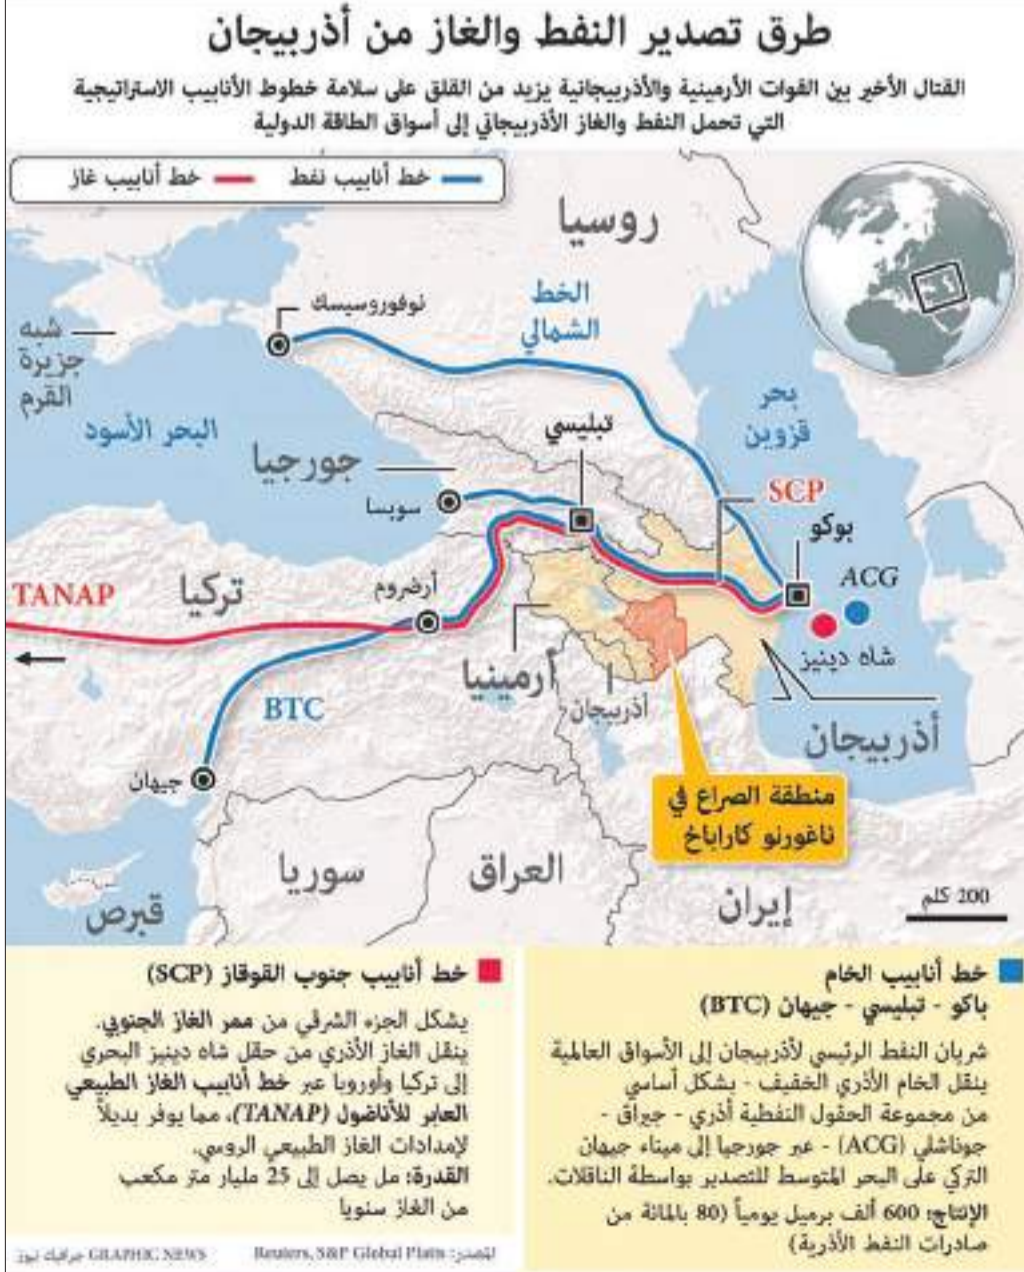 طرق تصدير النفط والغاز من أذربيجان
القتال الأخير بين القوات الأرمينية والأذربيجانية يزيد من القلق على سلامة خطوط الأنابيب الاستراتيجية
التي تحمل النفط والغاز الأذربيجاني إلى أسواق الطاقة الدولية
خط أنابيب نفط
خط أنابيب غاز
روسيا
نوفوروسيسك
الخط
الشمالي
شبه
جزيرة
القرم
بحر
قزوين
البحر الأسود
تبليسي
جورجيا
SCP
سوبسا
بوكو
ACG
أرضروم
تركيا
TANAP
شاه دينيز
أرمينيا
أذربيجان
BTC
أذربيجان
جيهان
منطقة الصراع في
ناغورنو كاراباخ
سوريا
العراق
إيران
قبرص
200 كلم
خط أنابيب الخام
باكو - تبليسي - جيهان (BTC)
شريان النفط الرئيسي لأذربيجان إلى الأسواق العالمية
ينقل الخام الأذري الخفيف - بشكل أساسي
من مجموعة الحقول النفطية أذري - جيراق -
جوناشلي (ACG) - عبر جورجيا إلى ميناء جيهان
التركي على البحر المتوسط للتصدير بواسطة الناقلات.
الإنتاج: 600 ألف برميل يومياً (80 بالمائة من
صادرات النفط الأذرية)
خط أنابيب جنوب القوقاز (SCP)
يشكل الجزء الشرقي من ممر الغاز الجنوبي.
ينقل الغاز الأذري من حقل شاه دينيز البحري
إلى تركيا وأوروبا عبر خط أنابيب الغاز الطبيعي
العابر للأناضول (TANAP)، مما يوفر بديلاً
لإمدادات الغاز الطبيعي الروسي.
القدرة: مل يصل إلى 25 مليار متر مكعب
من الغاز سنويا
المصدر: Reuters, S&P Global Platts
GRAPHIC NEWS جرافيك نيوز